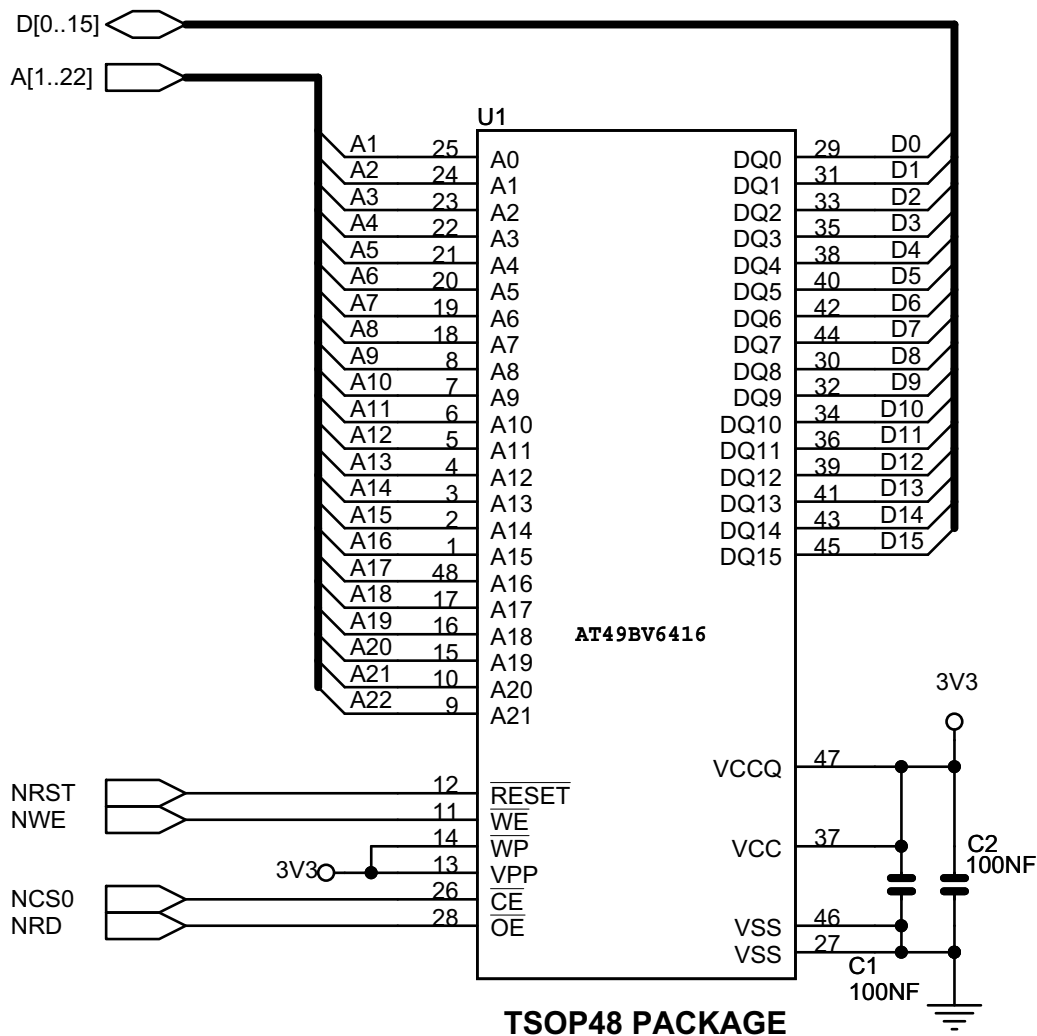 D[0..15]
A[1..22]
U1
A1 25 A0 DQ0 29 D0
A2 24 A1 DQ1 31 D1
A3 23 A2 DQ2 33 D2
A4 22 A3 DQ3 35 D3
A5 21 A4 DQ4 38 D4
A6 20 A5 DQ5 40 D5
A7 19 A6 DQ6 42 D6
A8 18 A7 DQ7 44 D7
A9 8 A8 DQ8 30 D8
A10 7 A9 DQ9 32 D9
A11 6 A10 DQ10 34 D10
A12 5 A11 DQ11 36 D11
A13 4 A12 DQ12 39 D12
A14 3 A13 DQ13 41 D13
A15 2 A14 DQ14 43 D14
A16 1 A15 DQ15 45 D15
A17 48 A16
A18 17 A17
A19 16 A18 AT49BV6416
A20 15 A19
A21 10 A20
A22 9 A21
3V3
VCCQ 47
NRST 12 RESET
NWE 11 WE
14 WP VCC 37
3V3 13 VPP
C2
100NF
NCS0 26 CE
NRD 28 OE VSS 46
VSS 27
C1
100NF
TSOP48 PACKAGE